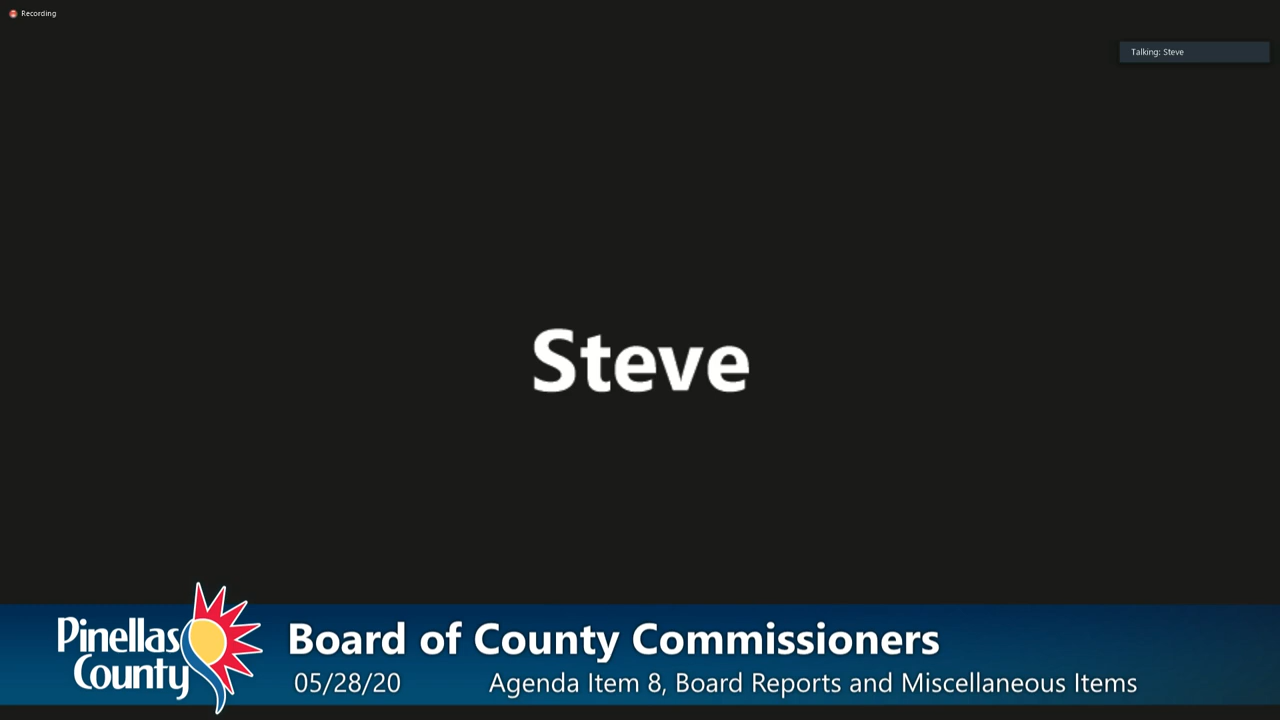 Recording
Talking: Steve
Steve
Pinellas
County
Board of County Commissioners
05/28/20
Agenda Item 8, Board Reports and Miscellaneous Items